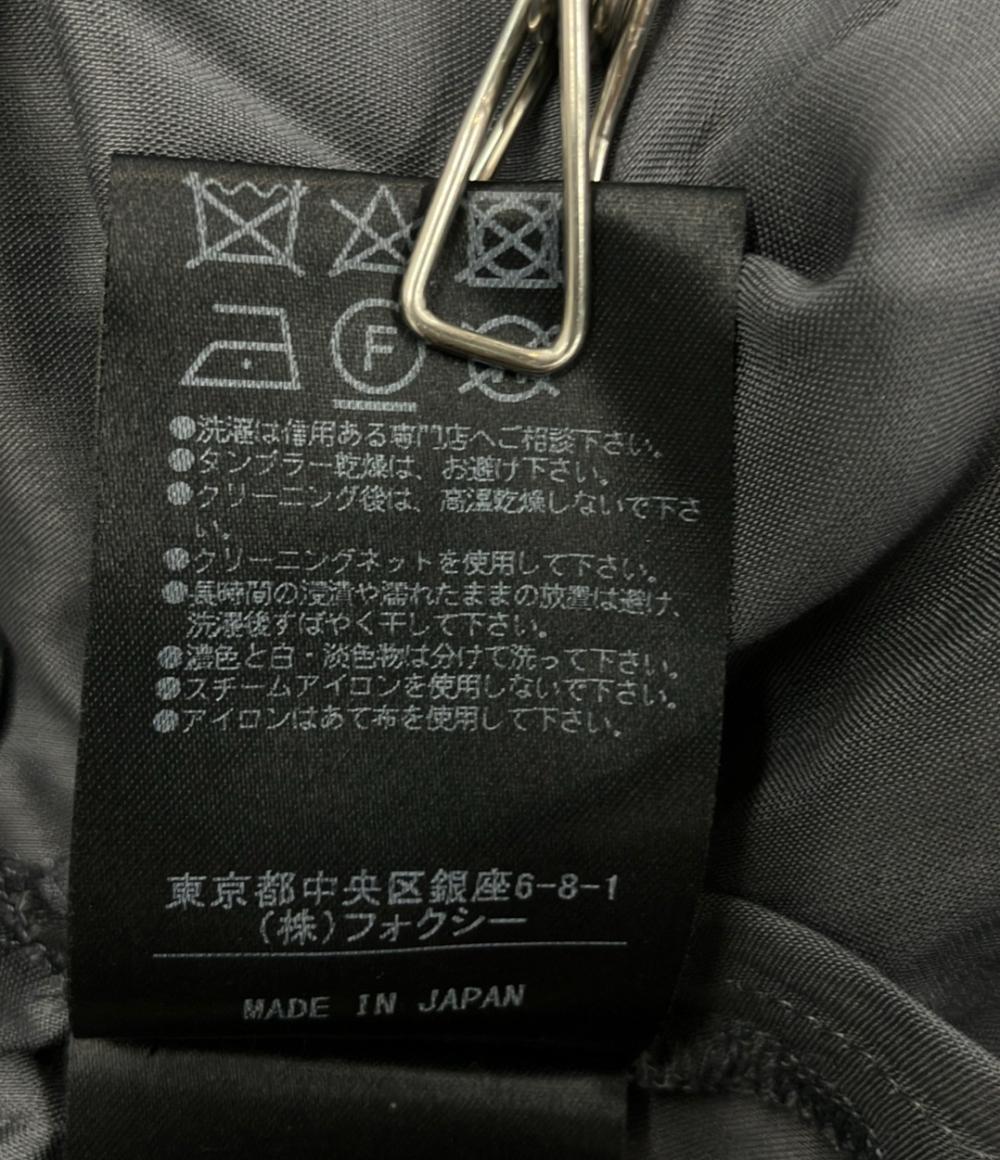 F
●洗濯は信用ある専門店へご相談下さい。
●タンブラー乾燥は、お避け下さい。
●クリーニング後は、高温乾燥しないで下さ
い。
●クリーニングネットを使用して下さい。
●長時間の浸漬や濡れたままの放置は避け、
洗濯後すばやく干して下さい。
●濃色と白・淡色物は分けて洗って下さい。
●スチームアイロンを使用しないで下さい。
●アイロンはあて布を使用して下さい。
東京都中央区銀座6-8-1
(株)フォクシー
MADE IN JAPAN